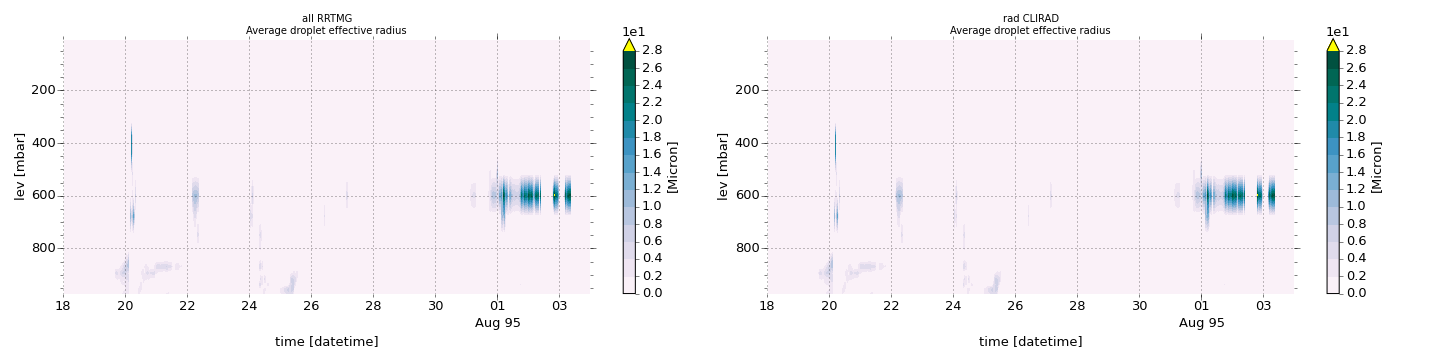 all RRTMG
Average droplet effective radius
1e1
200
400
600
800
lev [mbar]
18 20 22 24 26 28 30 01 03
Aug 95
time [datetime]
2.8
2.6
2.4
2.2
2.0
1.8
1.6
1.4
1.2
1.0
0.8
0.6
0.4
0.2
0.0
[Micron]
rad CLIRAD
Average droplet effective radius
1e1
200
400
600
800
lev [mbar]
18 20 22 24 26 28 30 01 03
Aug 95
time [datetime]
2.8
2.6
2.4
2.2
2.0
1.8
1.6
1.4
1.2
1.0
0.8
0.6
0.4
0.2
0.0
[Micron]